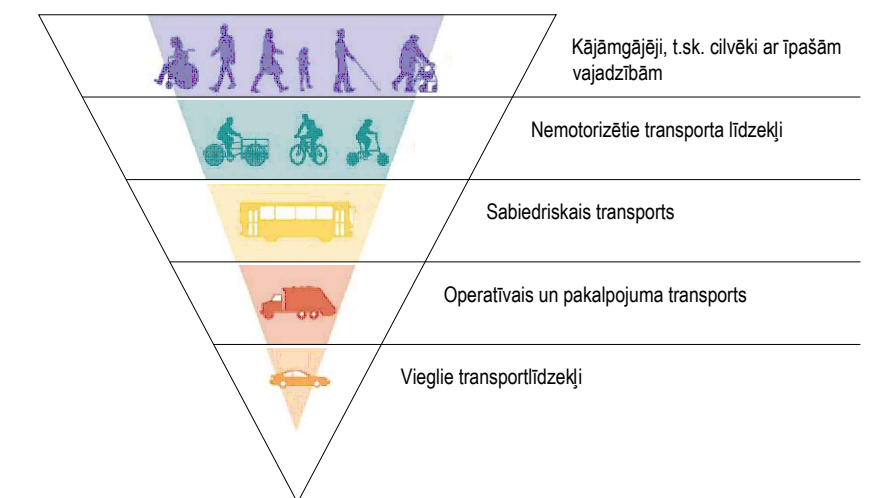 Kājāmgājēji, t.sk. cilvēki ar īpašām
vajadzībām
Nemotorizētie transporta līdzekļi
Sabiedriskais transports
Operatīvais un pakalpojuma transports
Vieglie transportlīdzekļi